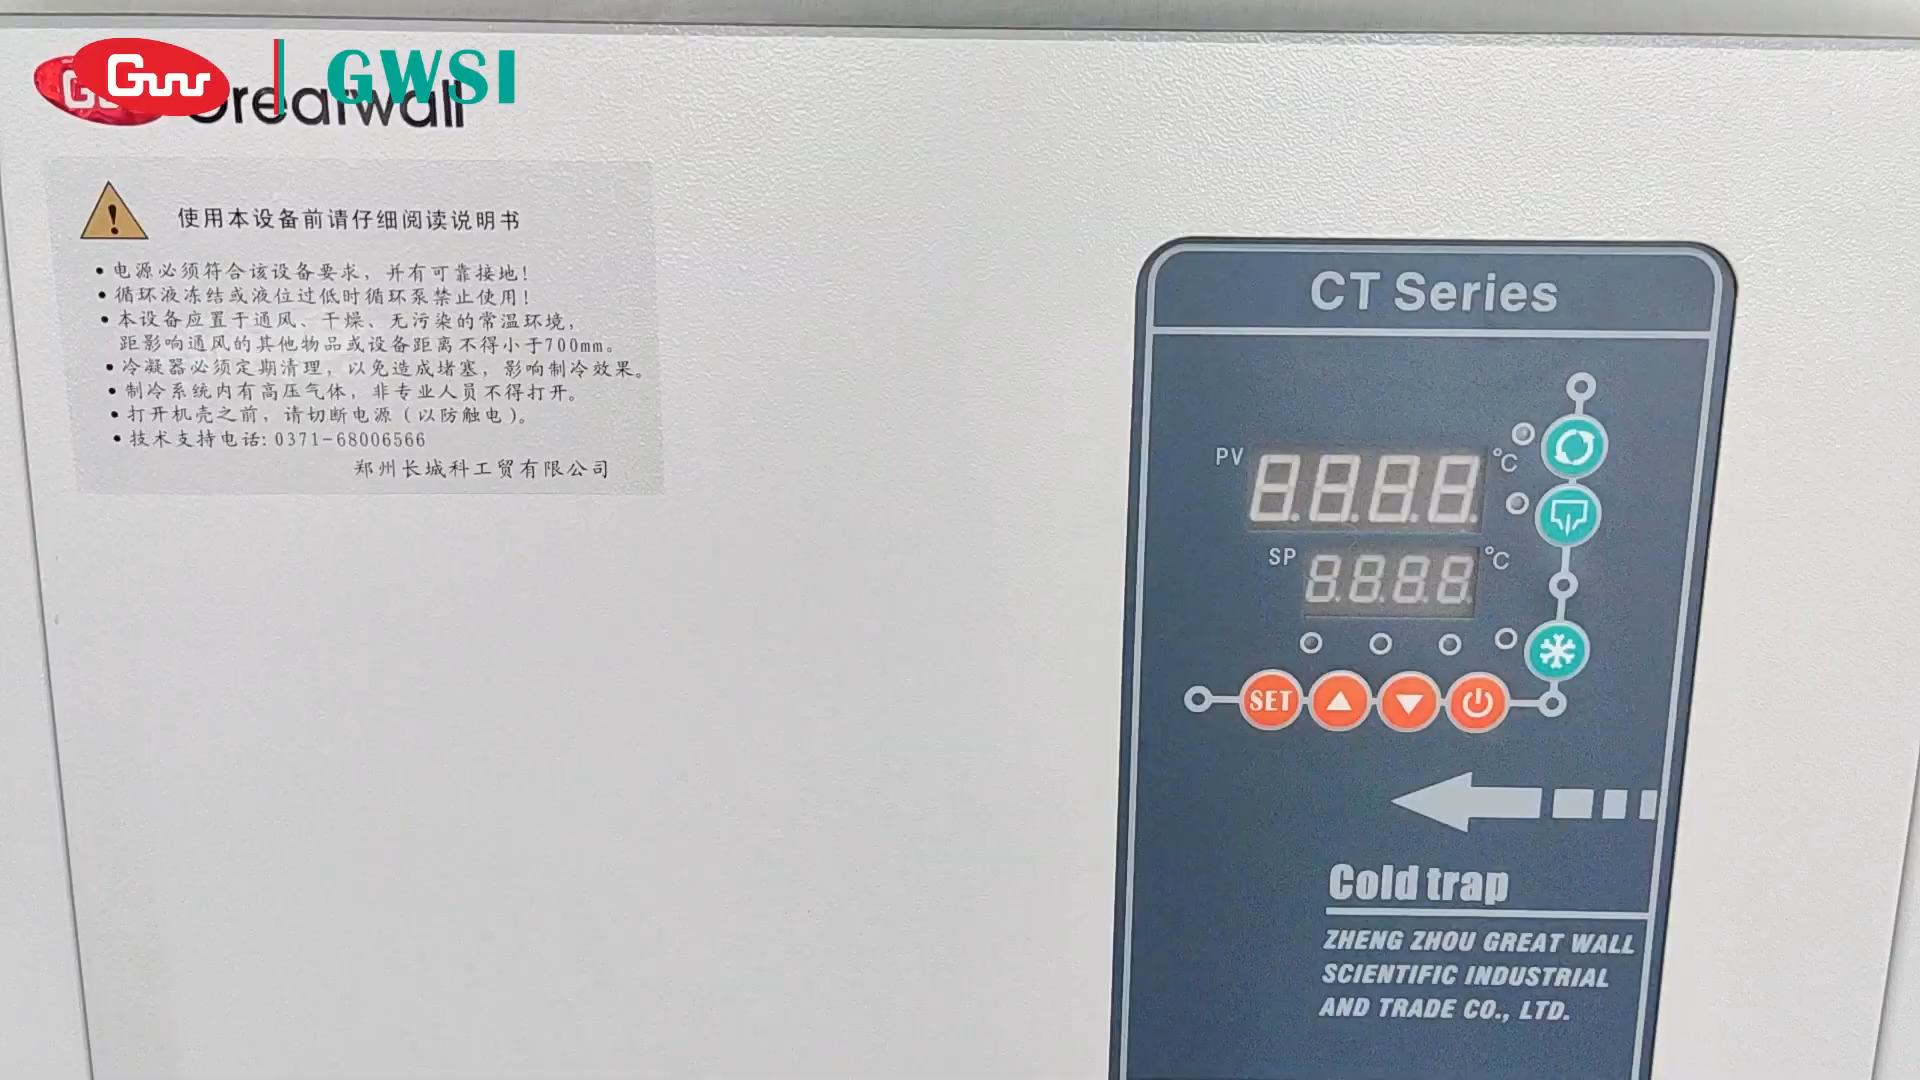 Gw GWSI
Greatwall
使用本设备前请仔细阅读说明书
• 电源必须符合该设备要求，并有可靠接地！
• 循环液冻结或液位过低时循环泵禁止使用！
• 本设备应置于通风、干燥、无污染的常温环境，
距影响通风的其他物品或设备距离不得小于700mm。
• 冷凝器必须定期清理，以免造成堵塞，影响制冷效果。
• 制冷系统内有高压气体，非专业人员不得打开。
• 打开机壳之前，请切断电源（以防触电）。
• 技术支持电话: 0371-68006566
郑州长城科工贸有限公司
CT Series
PV 8.8.8.8. °C
SP 8.8.8.8. °C
SET
Cold trap
ZHENG ZHOU GREAT WALL
SCIENTIFIC INDUSTRIAL
AND TRADE CO., LTD.